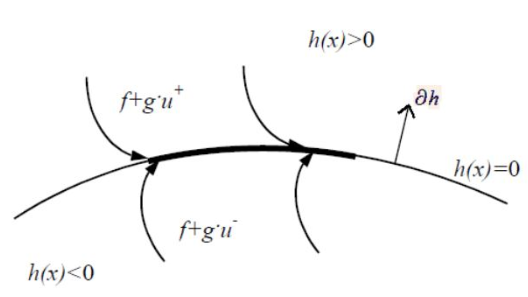 h(x)>0
∂h
f+g·u⁺
h(x)=0
f+g·u⁻
h(x)<0